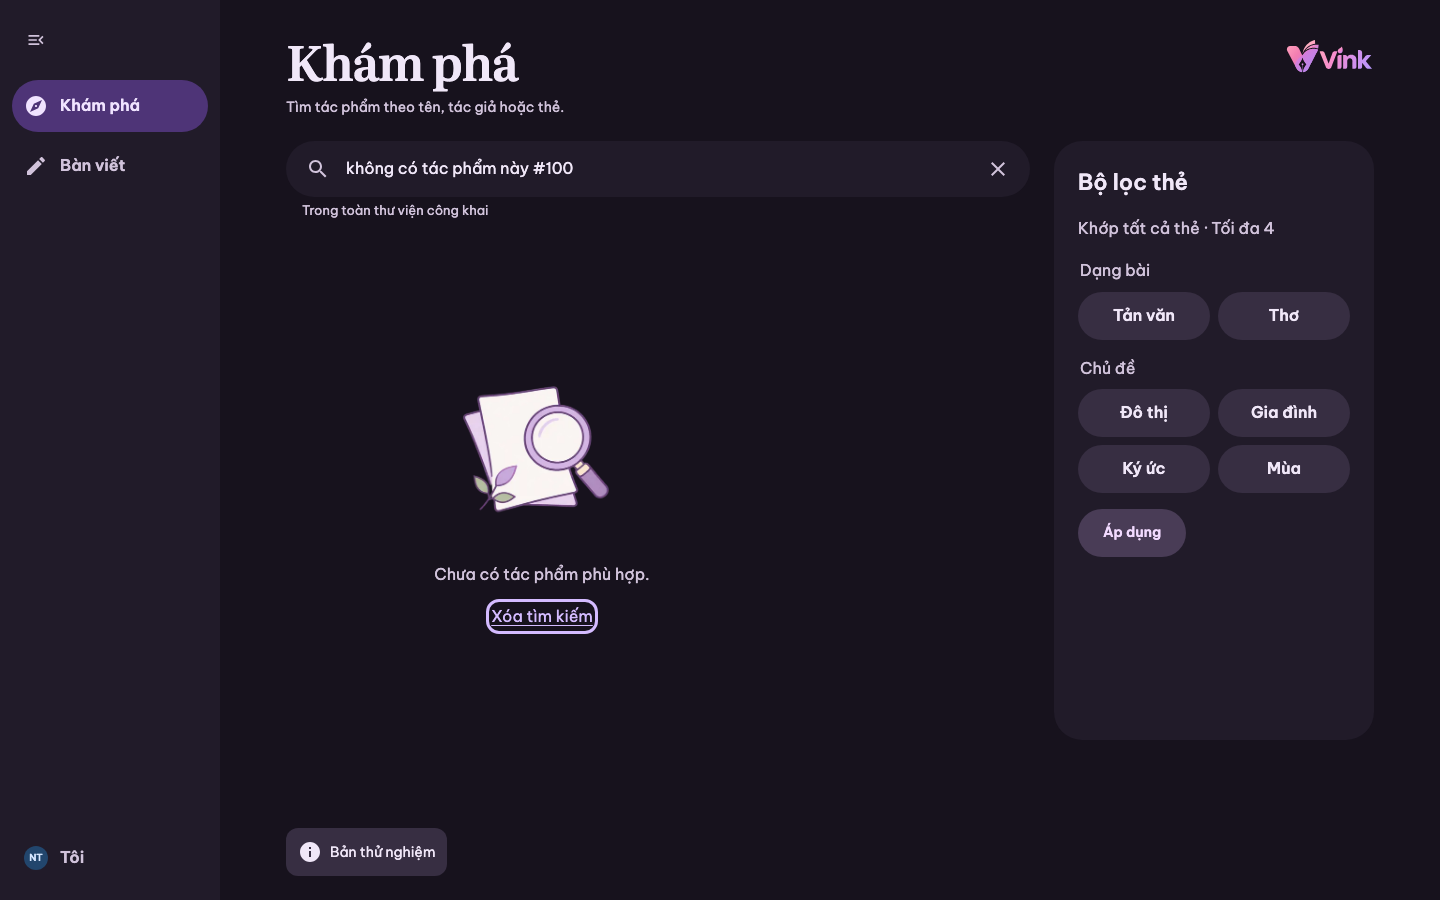 Khám phá
Bàn viết
Tôi
NT
Khám phá
Tìm tác phẩm theo tên, tác giả hoặc thẻ.
Vink
không có tác phẩm này #100
Trong toàn thư viện công khai
Chưa có tác phẩm phù hợp.
Xóa tìm kiếm
Bộ lọc thẻ
Khớp tất cả thẻ · Tối đa 4
Dạng bài
Tản văn
Thơ
Chủ đề
Đô thị
Gia đình
Ký ức
Mùa
Áp dụng
Bản thử nghiệm